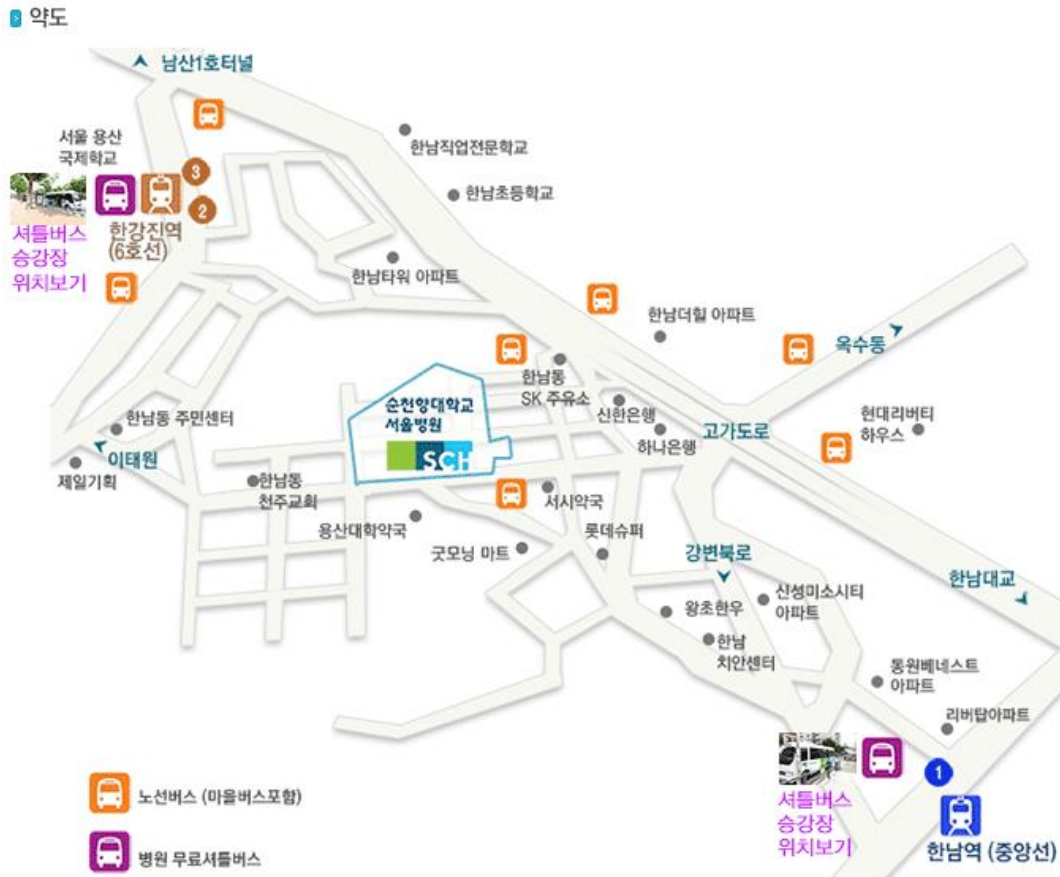 약도
남산1호터널
서울 용산
국제학교
한남직업전문학교
3
한남초등학교
2
셔틀버스
승강장
위치보기
한강진역
(6호선)
한남타워 아파트
한남더힐 아파트
옥수동
한남동
SK 주유소
순천향대학교
서울병원
SCH
신한은행
한남동 주민센터
고가도로
현대리버티
하우스
하나은행
이태원
제일기획
한남동
천주교회
서시약국
용산대학약국
롯데슈퍼
굿모닝 마트
강변북로
한남대교
신성미소시티
아파트
왕초한우
한남
치안센터
동원베네스트
아파트
리버탑아파트
1
셔틀버스
승강장
위치보기
한남역 (중앙선)
노선버스 (마을버스포함)
병원 무료셔틀버스